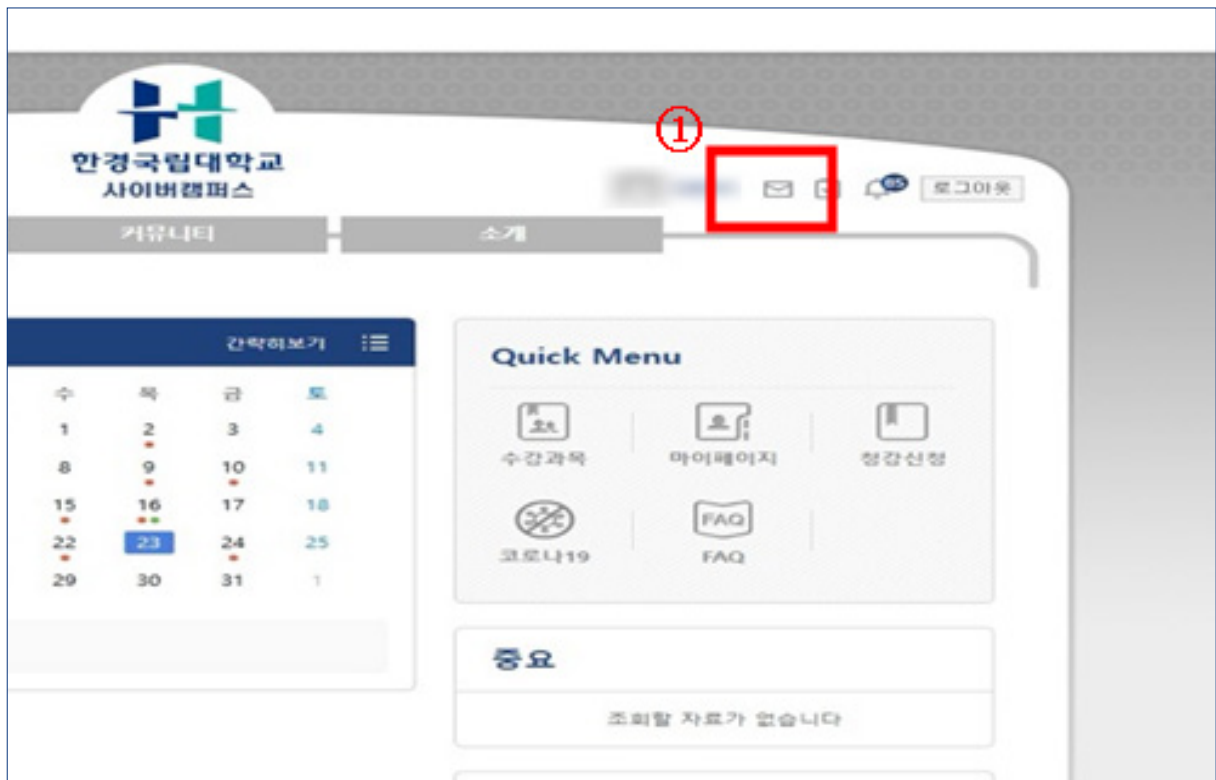 한경국립대학교
사이버캠퍼스
①
85
로그아웃
커뮤니티 소개
간략히보기
수 목 금 토
1 2 3 4
8 9 10 11
15 16 17 18
22 23 24 25
29 30 31 1
Quick Menu
수강과목 마이페이지 청강신청
FAQ
코로나19 FAQ
중요
조회할 자료가 없습니다